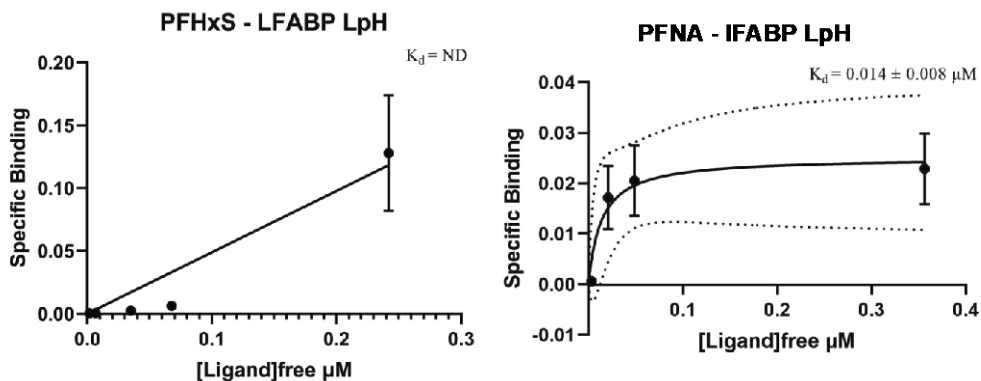 PFHxS - LFABP LpH
K_d = ND
Specific Binding
0.20
0.15
0.10
0.05
0.00
0.0
0.1
0.2
0.3
[Ligand]free µM
PFNA - IFABP LpH
K_d = 0.014 ± 0.008 µM
Specific Binding
0.04
0.03
0.02
0.01
0.00
-0.01
0.1
0.2
0.3
0.4
[Ligand]free µM